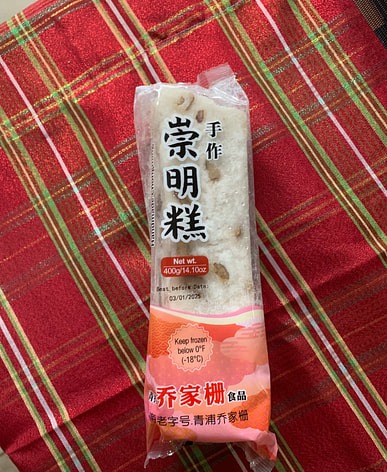 手作
崇明糕
Net wt.
400g/14.10oz
Best before Date:
03/01/2025
Keep frozen
below 0°F
(-18°C)
乔家栅 食品
老字号.青浦乔家栅